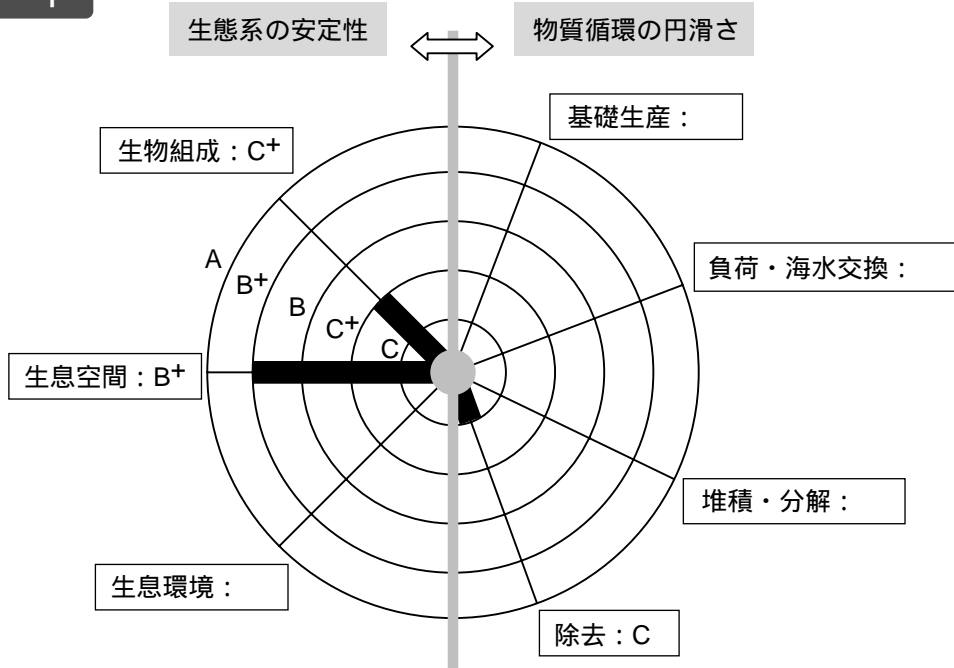 生態系の安定性
物質循環の円滑さ
基礎生産：
生物組成：C+
負荷・海水交換：
A
B+
B
C+
C
生息空間：B+
堆積・分解：
生息環境：
除去：C